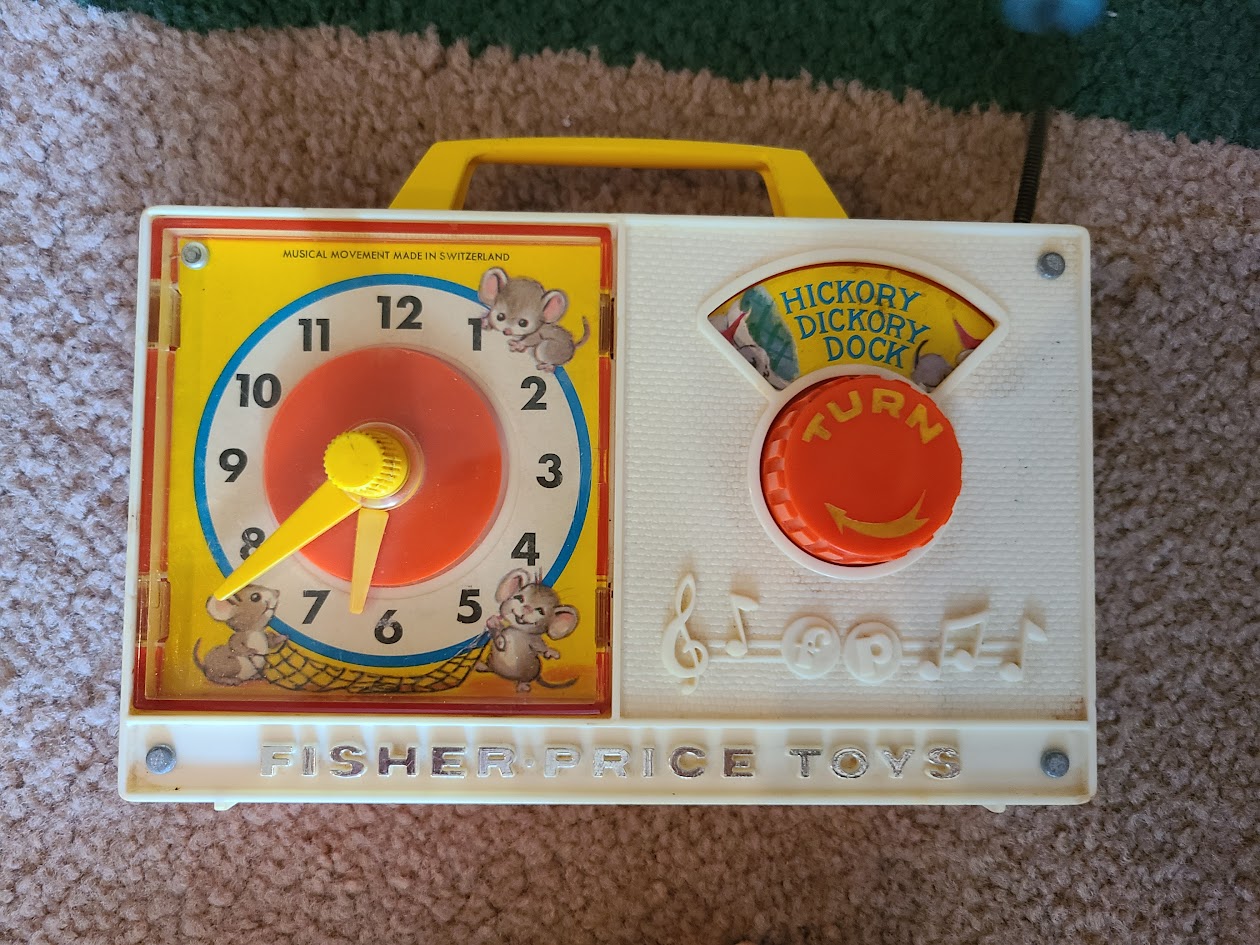 MUSICAL MOVEMENT MADE IN SWITZERLAND
12
11
1
10
2
9
3
8
4
7
5
6
HICKORY
DICKORY
DOCK
TURN
FP
FISHER·PRICE TOYS